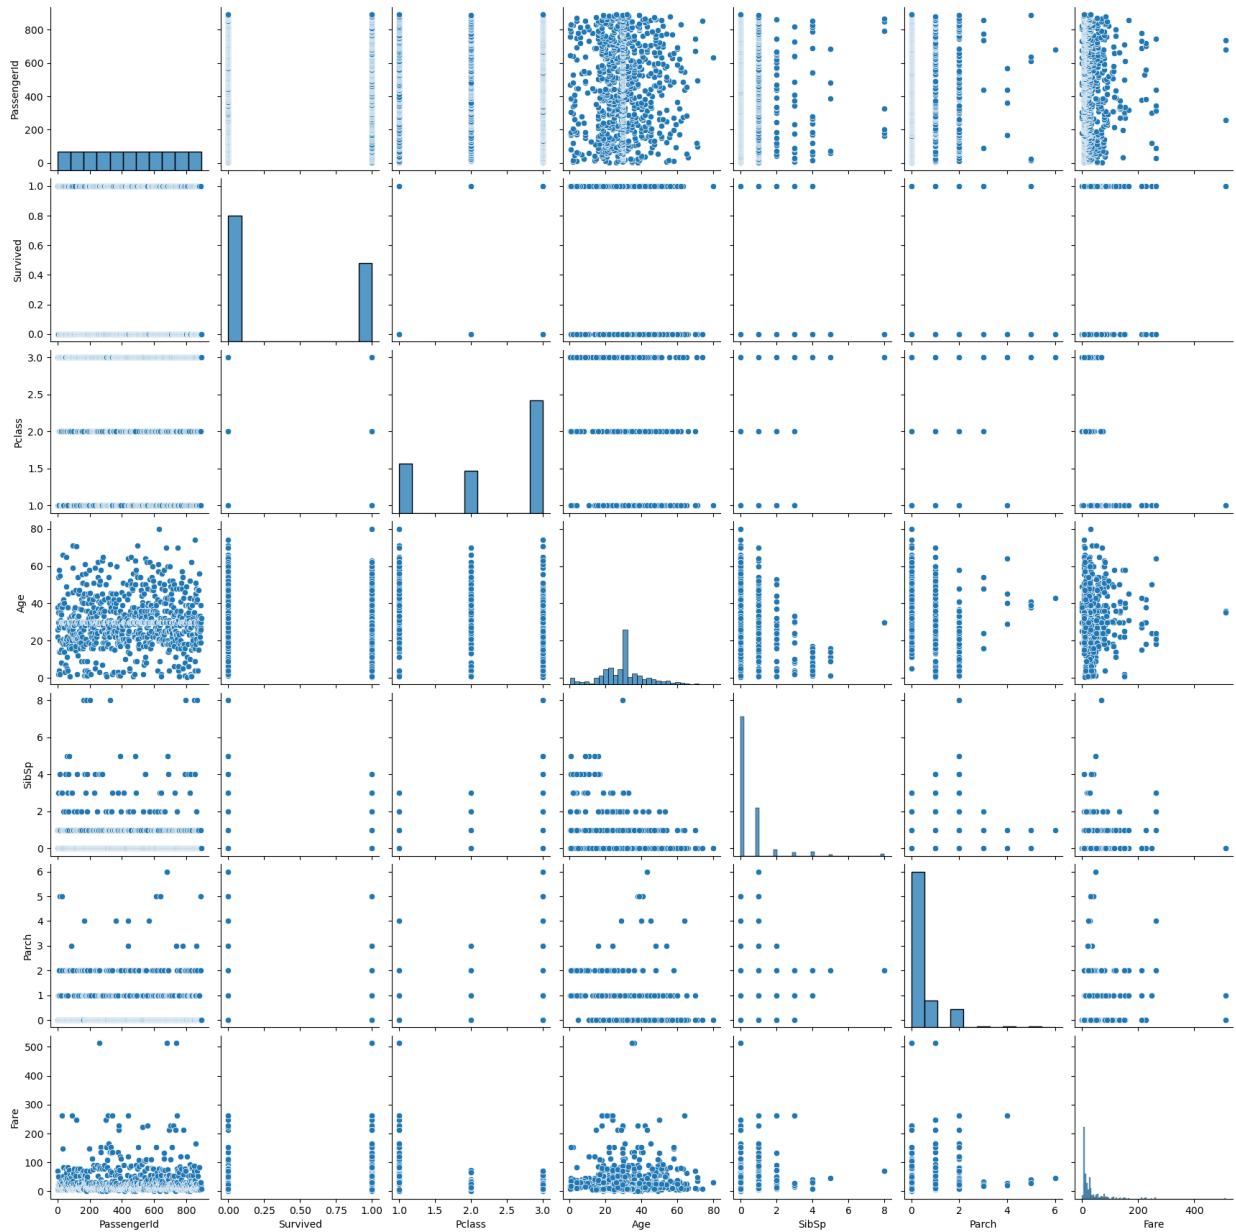 PassengerId
800
600
400
200
0
Survived
1.0
0.8
0.6
0.4
0.2
0.0
Pclass
3.0
2.5
2.0
1.5
1.0
Age
80
60
40
20
0
SibSp
8
6
4
2
0
Parch
6
5
4
3
2
1
0
Fare
500
400
300
200
100
0
0 200 400 600 800
0.00 0.25 0.50 0.75 1.00
1.0 1.5 2.0 2.5 3.0
0 20 40 60 80
0 2 4 6 8
0 2 4 6
0 200 400
PassengerId Survived Pclass Age SibSp Parch Fare